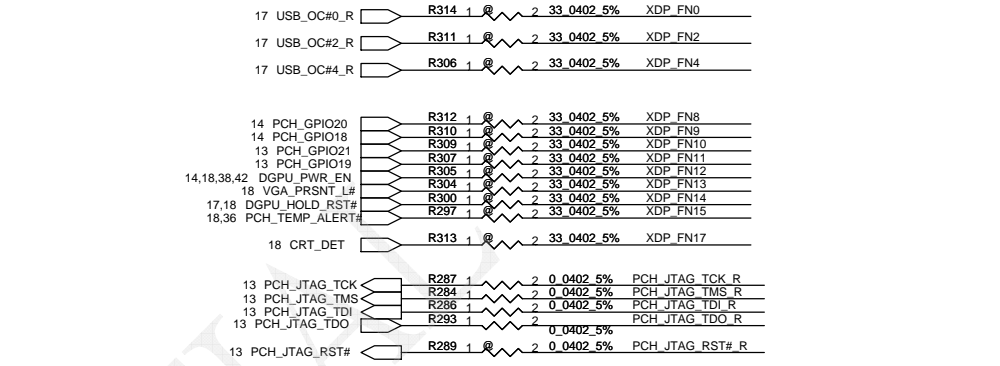 17 USB_OC#0_R R314 1 @ 2 33_0402_5% XDP_FN0
17 USB_OC#2_R R311 1 @ 2 33_0402_5% XDP_FN2
17 USB_OC#4_R R306 1 @ 2 33_0402_5% XDP_FN4
14 PCH_GPIO20 R312 1 @ 2 33_0402_5% XDP_FN8
14 PCH_GPIO18 R310 1 @ 2 33_0402_5% XDP_FN9
13 PCH_GPIO21 R309 1 @ 2 33_0402_5% XDP_FN10
13 PCH_GPIO19 R307 1 @ 2 33_0402_5% XDP_FN11
14,18,38,42 DGPU_PWR_EN R305 1 @ 2 33_0402_5% XDP_FN12
18 VGA_PRSNT_L# R304 1 @ 2 33_0402_5% XDP_FN13
17,18 DGPU_HOLD_RST# R300 1 @ 2 33_0402_5% XDP_FN14
18,36 PCH_TEMP_ALERT# R297 1 @ 2 33_0402_5% XDP_FN15
18 CRT_DET R313 1 @ 2 33_0402_5% XDP_FN17
13 PCH_JTAG_TCK R287 1 2 0_0402_5% PCH_JTAG_TCK_R
13 PCH_JTAG_TMS R284 1 2 0_0402_5% PCH_JTAG_TMS_R
13 PCH_JTAG_TDI R286 1 2 0_0402_5% PCH_JTAG_TDI_R
13 PCH_JTAG_TDO R293 1 2 PCH_JTAG_TDO_R
0_0402_5%
13 PCH_JTAG_RST# R289 1 @ 2 0_0402_5% PCH_JTAG_RST#_R